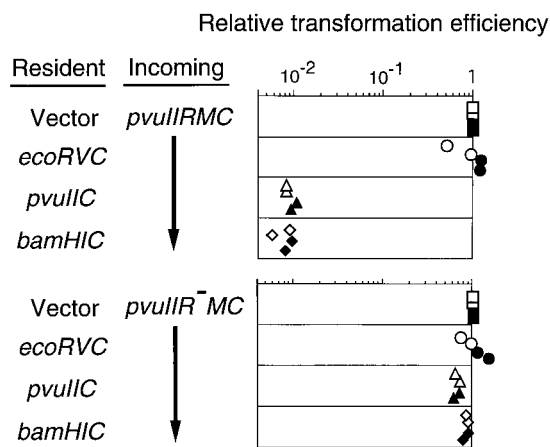 Relative transformation efficiency
Resident Incoming 10-2 10-1 1
Vector pvuIIRMC
ecoRVC
pvuIIC
bamHIC
Vector pvuIIR-MC
ecoRVC
pvuIIC
bamHIC